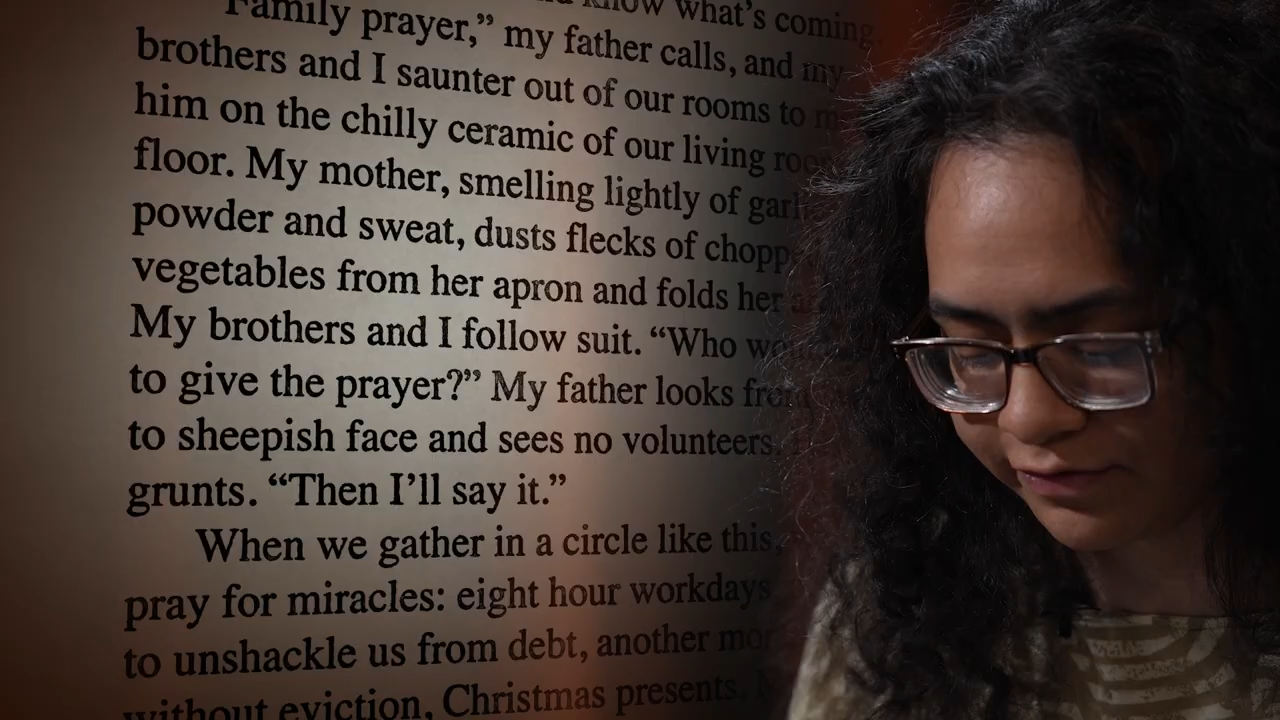 know what's coming
Family prayer,” my father calls, and my
brothers and I saunter out of our rooms to
him on the chilly ceramic of our living
floor. My mother, smelling lightly of
powder and sweat, dusts flecks of
vegetables from her apron and folds her
My brothers and I follow suit. “Who
to give the prayer?” My father looks from
to sheepish face and sees no volunteers.
grunts. “Then I’ll say it.”
When we gather in a circle like this,
pray for miracles: eight hour workdays
to unshackle us from debt, another
without eviction, Christmas presents.